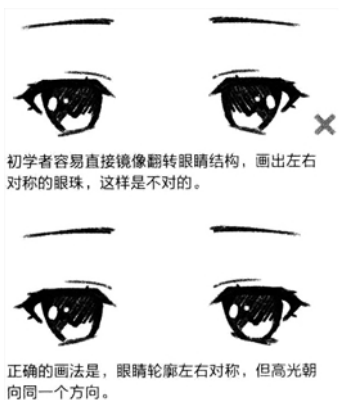 初学者容易直接镜像翻转眼睛结构，画出左右
对称的眼珠，这样是不对的。
正确的画法是，眼睛轮廓左右对称，但高光朝
向同一个方向。